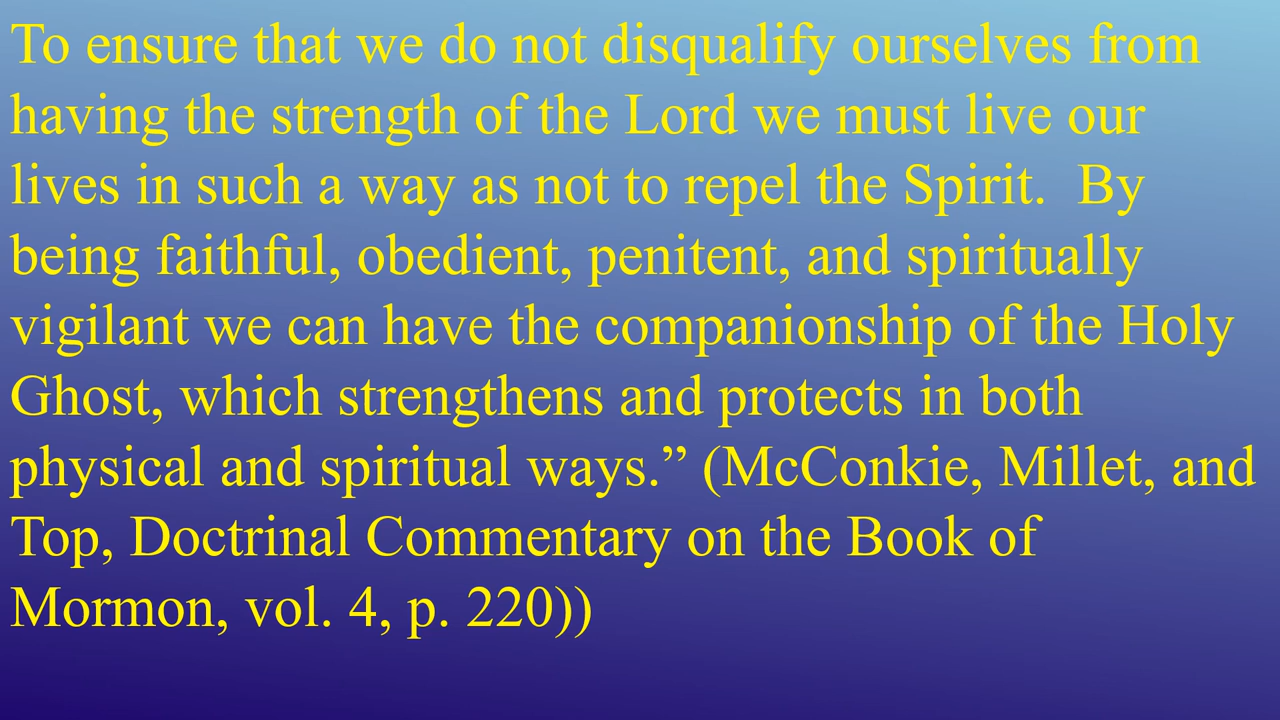 To ensure that we do not disqualify ourselves from
having the strength of the Lord we must live our
lives in such a way as not to repel the Spirit.  By
being faithful, obedient, penitent, and spiritually
vigilant we can have the companionship of the Holy
Ghost, which strengthens and protects in both
physical and spiritual ways.” (McConkie, Millet, and
Top, Doctrinal Commentary on the Book of
Mormon, vol. 4, p. 220))